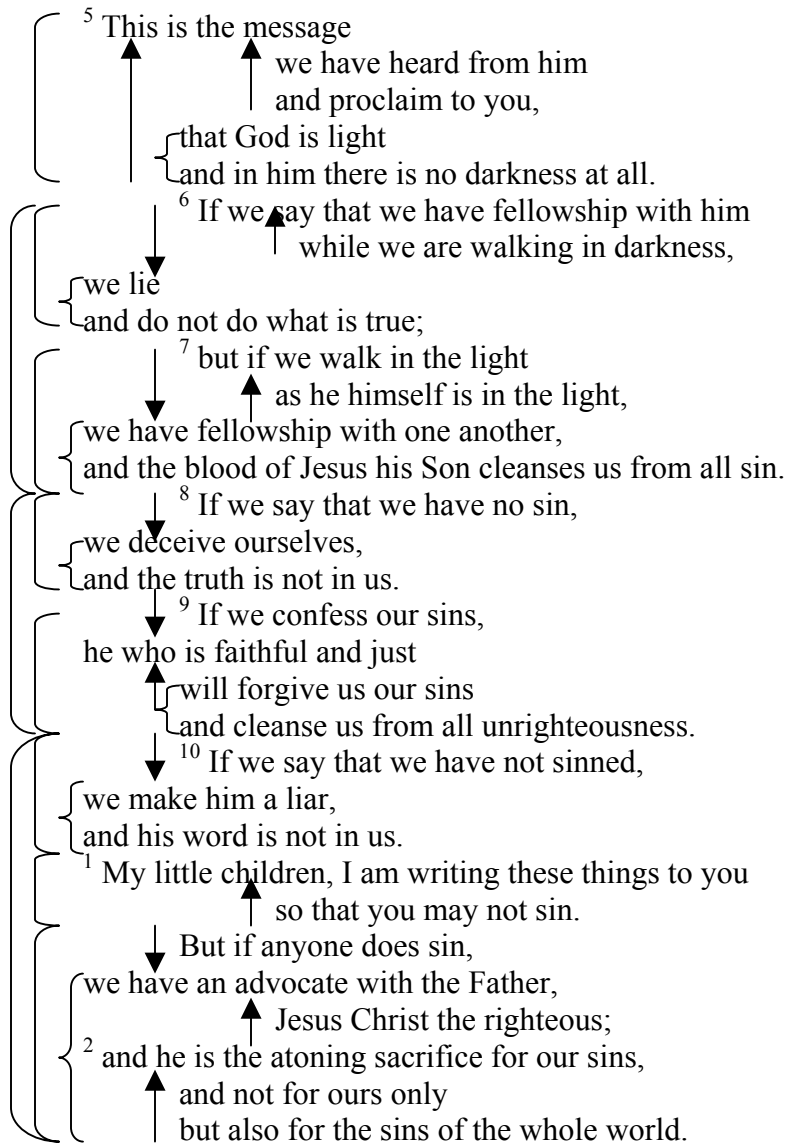 5 This is the message
we have heard from him
and proclaim to you,
that God is light
and in him there is no darkness at all.
6 If we say that we have fellowship with him
while we are walking in darkness,
we lie
and do not do what is true;
7 but if we walk in the light
as he himself is in the light,
we have fellowship with one another,
and the blood of Jesus his Son cleanses us from all sin.
8 If we say that we have no sin,
we deceive ourselves,
and the truth is not in us.
9 If we confess our sins,
he who is faithful and just
will forgive us our sins
and cleanse us from all unrighteousness.
10 If we say that we have not sinned,
we make him a liar,
and his word is not in us.
1 My little children, I am writing these things to you
so that you may not sin.
But if anyone does sin,
we have an advocate with the Father,
Jesus Christ the righteous;
2 and he is the atoning sacrifice for our sins,
and not for ours only
but also for the sins of the whole world.